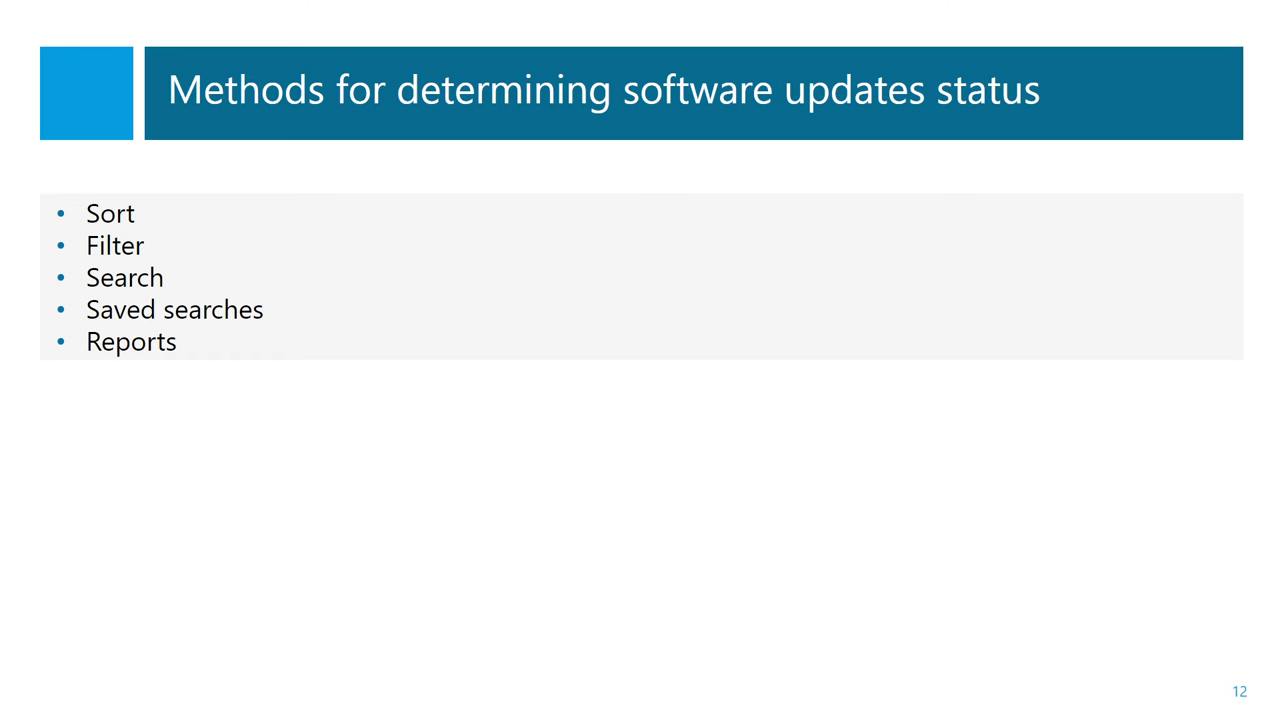 Methods for determining software updates status
• Sort
• Filter
• Search
• Saved searches
• Reports
12